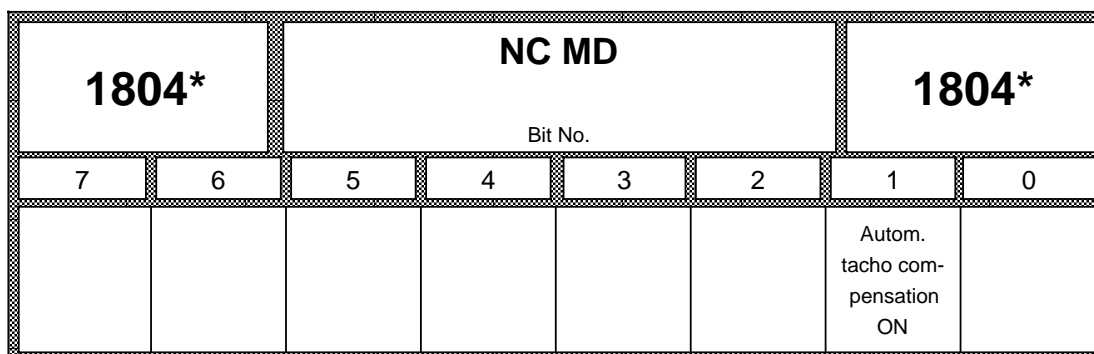 1804*
NC MD
1804*
Bit No.
7 6 5 4 3 2 1 0
Autom.
tacho com-
pensation
ON